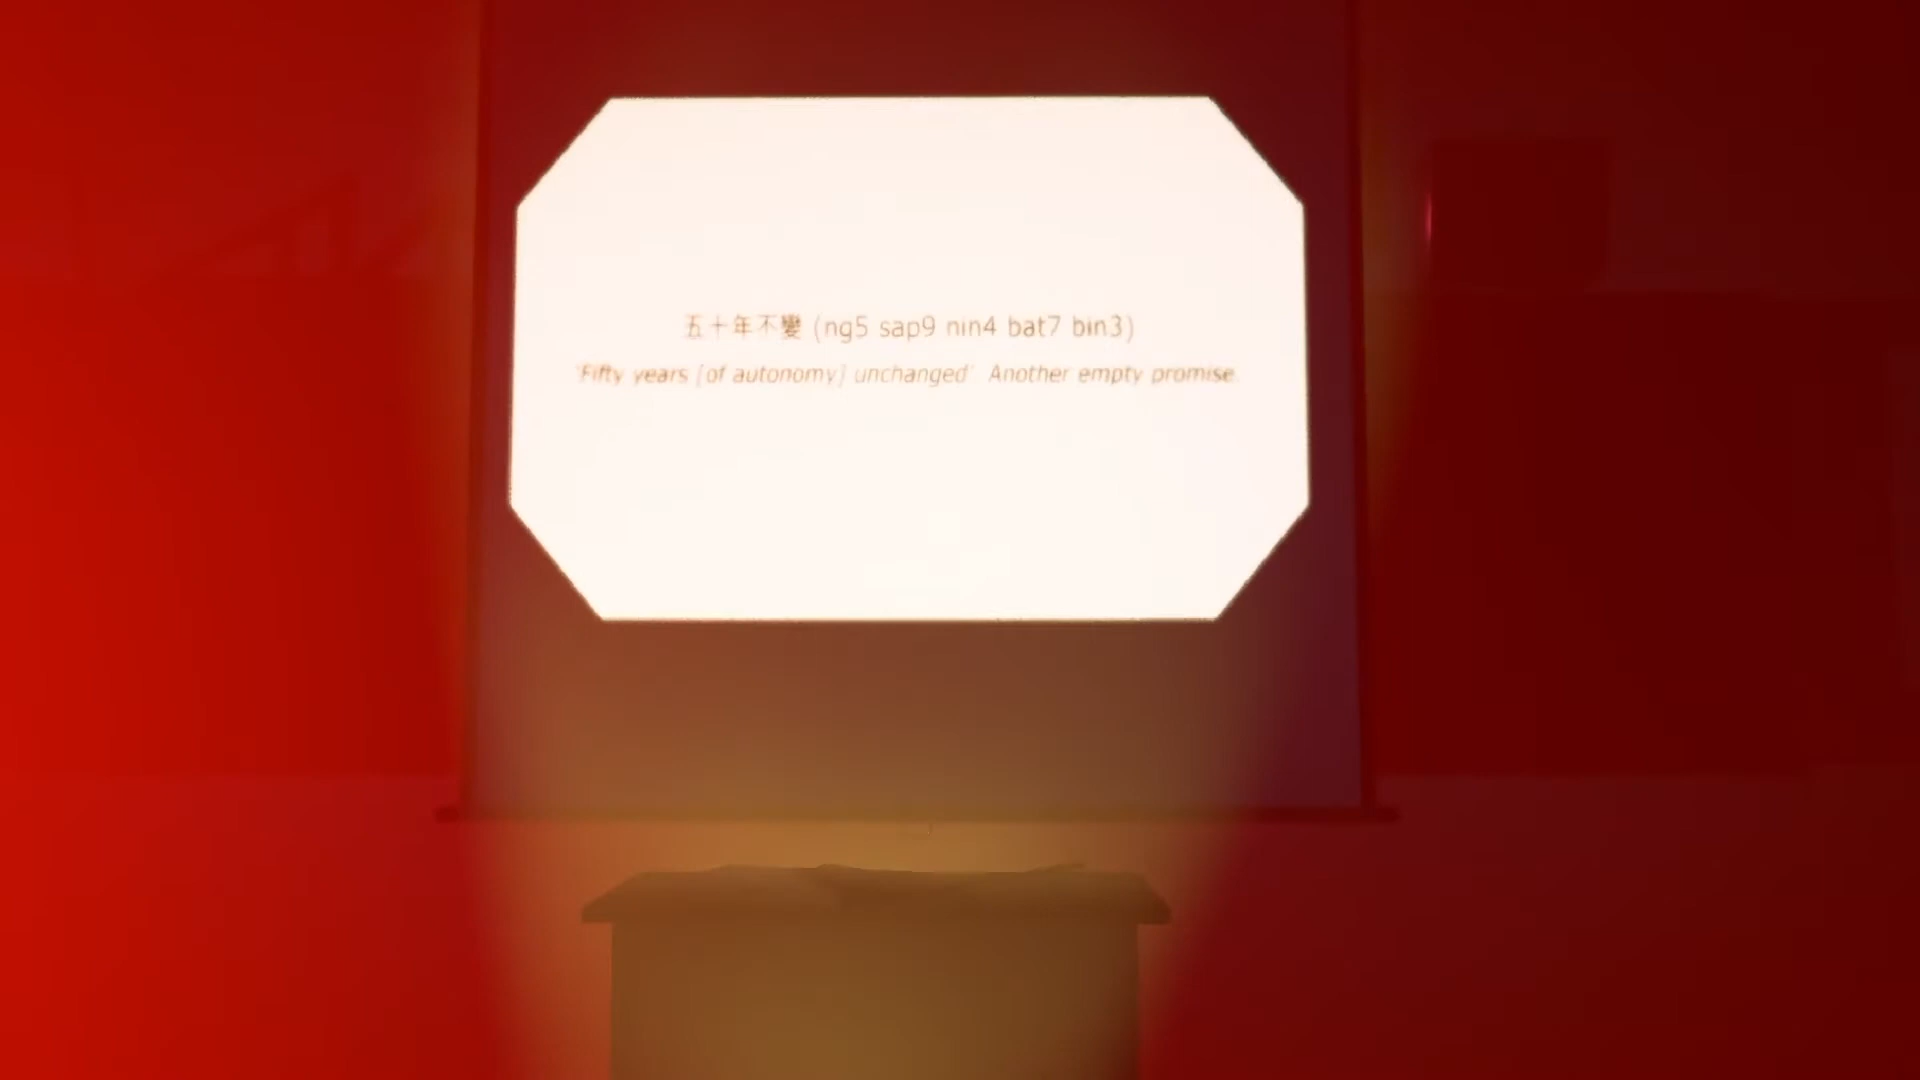 五十年不變 (ng5 sap9 nin4 bat7 bin3)
'Fifty years [of autonomy] unchanged' Another empty promise.